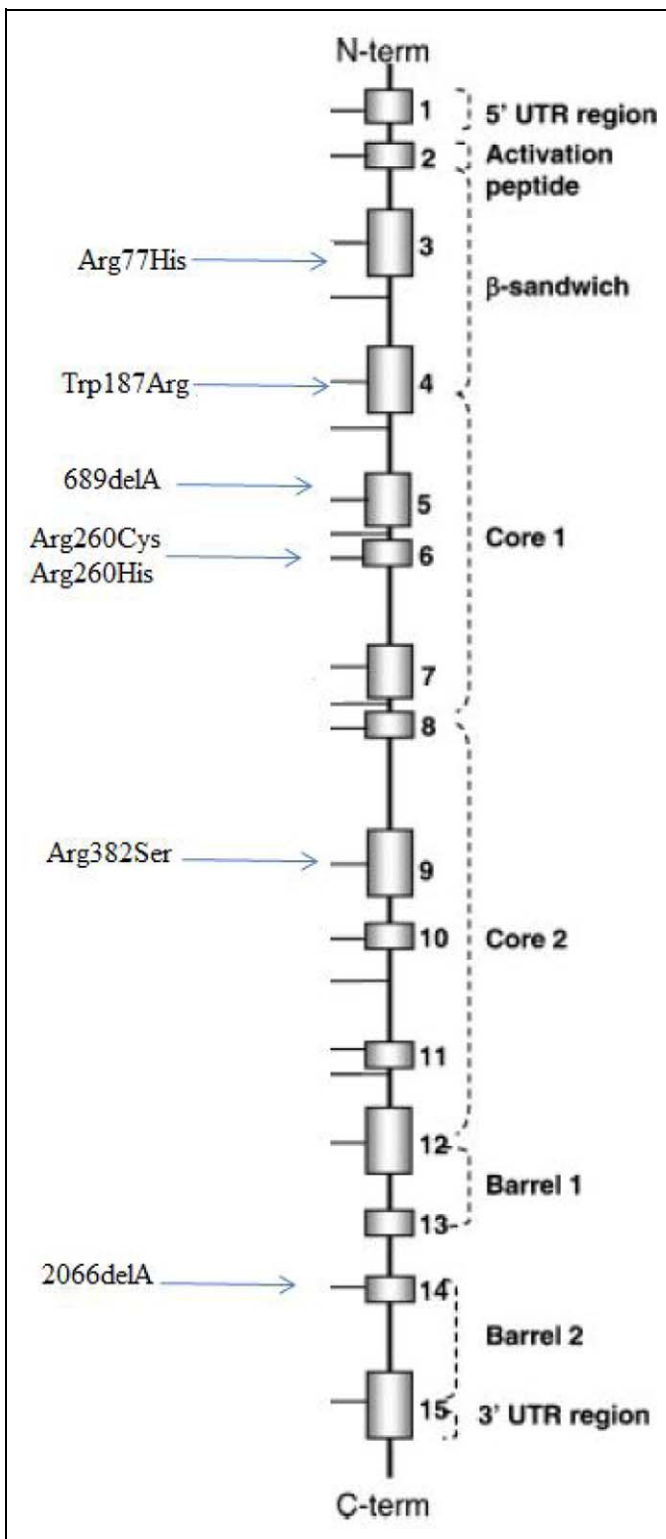 N-term
1
5' UTR region
2
Activation
peptide
3
Arg77His
β-sandwich
Trp187Arg
4
689delA
5
Arg260Cys
Core 1
Arg260His
6
7
8
Arg382Ser
9
10
Core 2
11
12
Barrel 1
13
2066delA
14
Barrel 2
15
3' UTR region
C-term